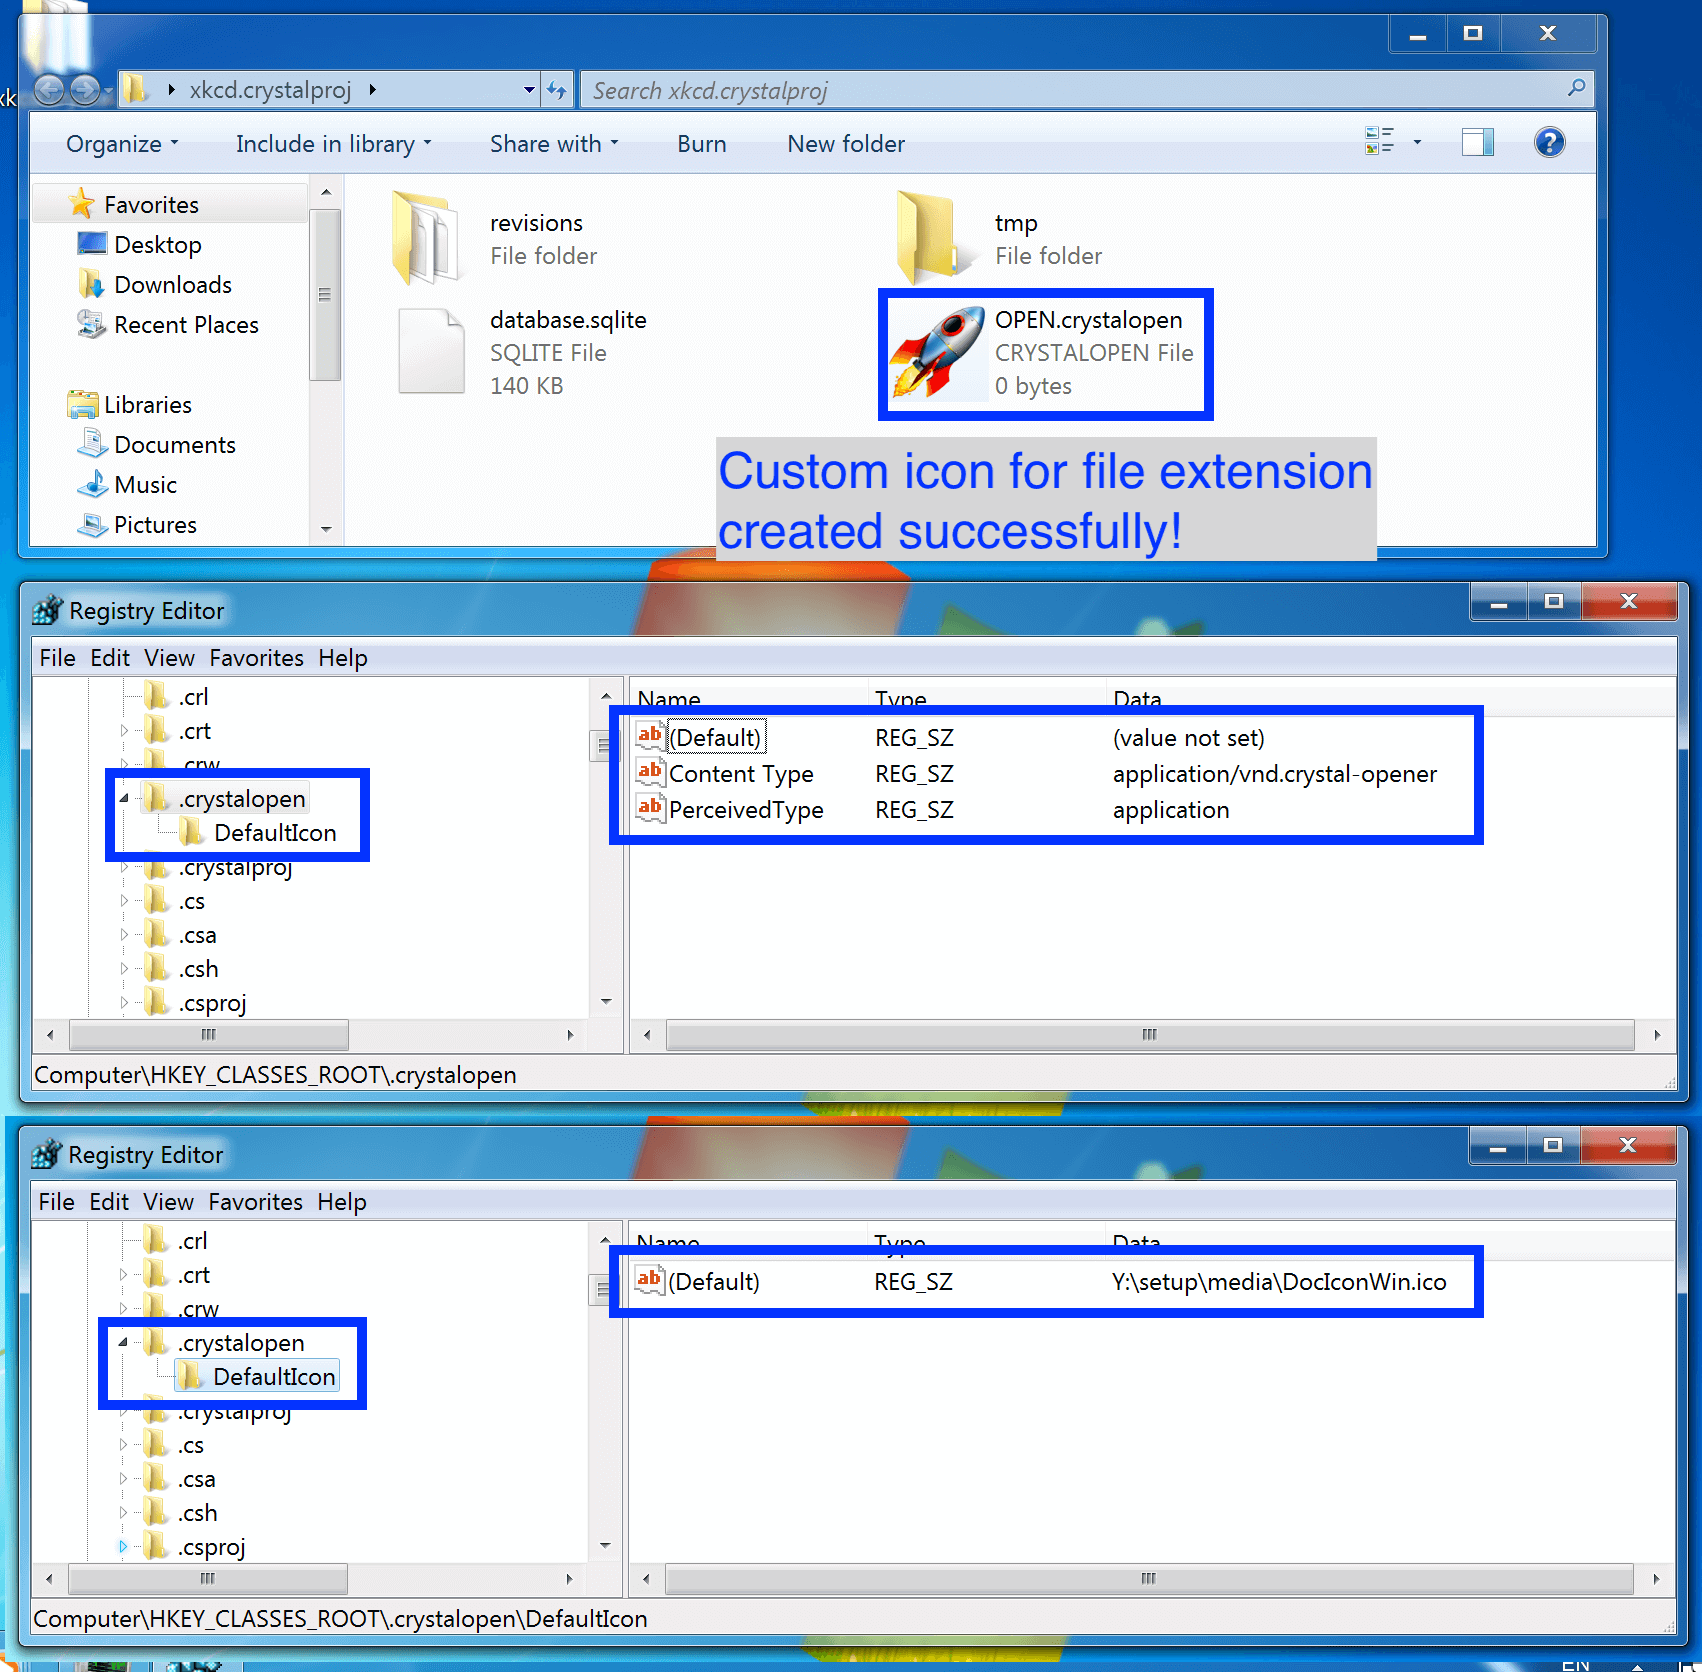 xk
xkcd.crystalproj
Search xkcd.crystalproj
Organize
Include in library
Share with
Burn
New folder
Favorites
Desktop
Downloads
Recent Places
Libraries
Documents
Music
Pictures
revisions
File folder
tmp
File folder
database.sqlite
SQLITE File
140 KB
OPEN.crystalopen
CRYSTALOPEN File
0 bytes
Custom icon for file extension
created successfully!
Registry Editor
File Edit View Favorites Help
.crl
.crt
.crw
.crystalopen
DefaultIcon
.crystalproj
.cs
.csa
.csh
.csproj
Name Type Data
(Default) REG_SZ (value not set)
Content Type REG_SZ application/vnd.crystal-opener
PerceivedType REG_SZ application
Computer\HKEY_CLASSES_ROOT\.crystalopen
Registry Editor
File Edit View Favorites Help
.crl
.crt
.crw
.crystalopen
DefaultIcon
.crystalproj
.cs
.csa
.csh
.csproj
Name Type Data
(Default) REG_SZ Y:\setup\media\DocIconWin.ico
Computer\HKEY_CLASSES_ROOT\.crystalopen\DefaultIcon
EN